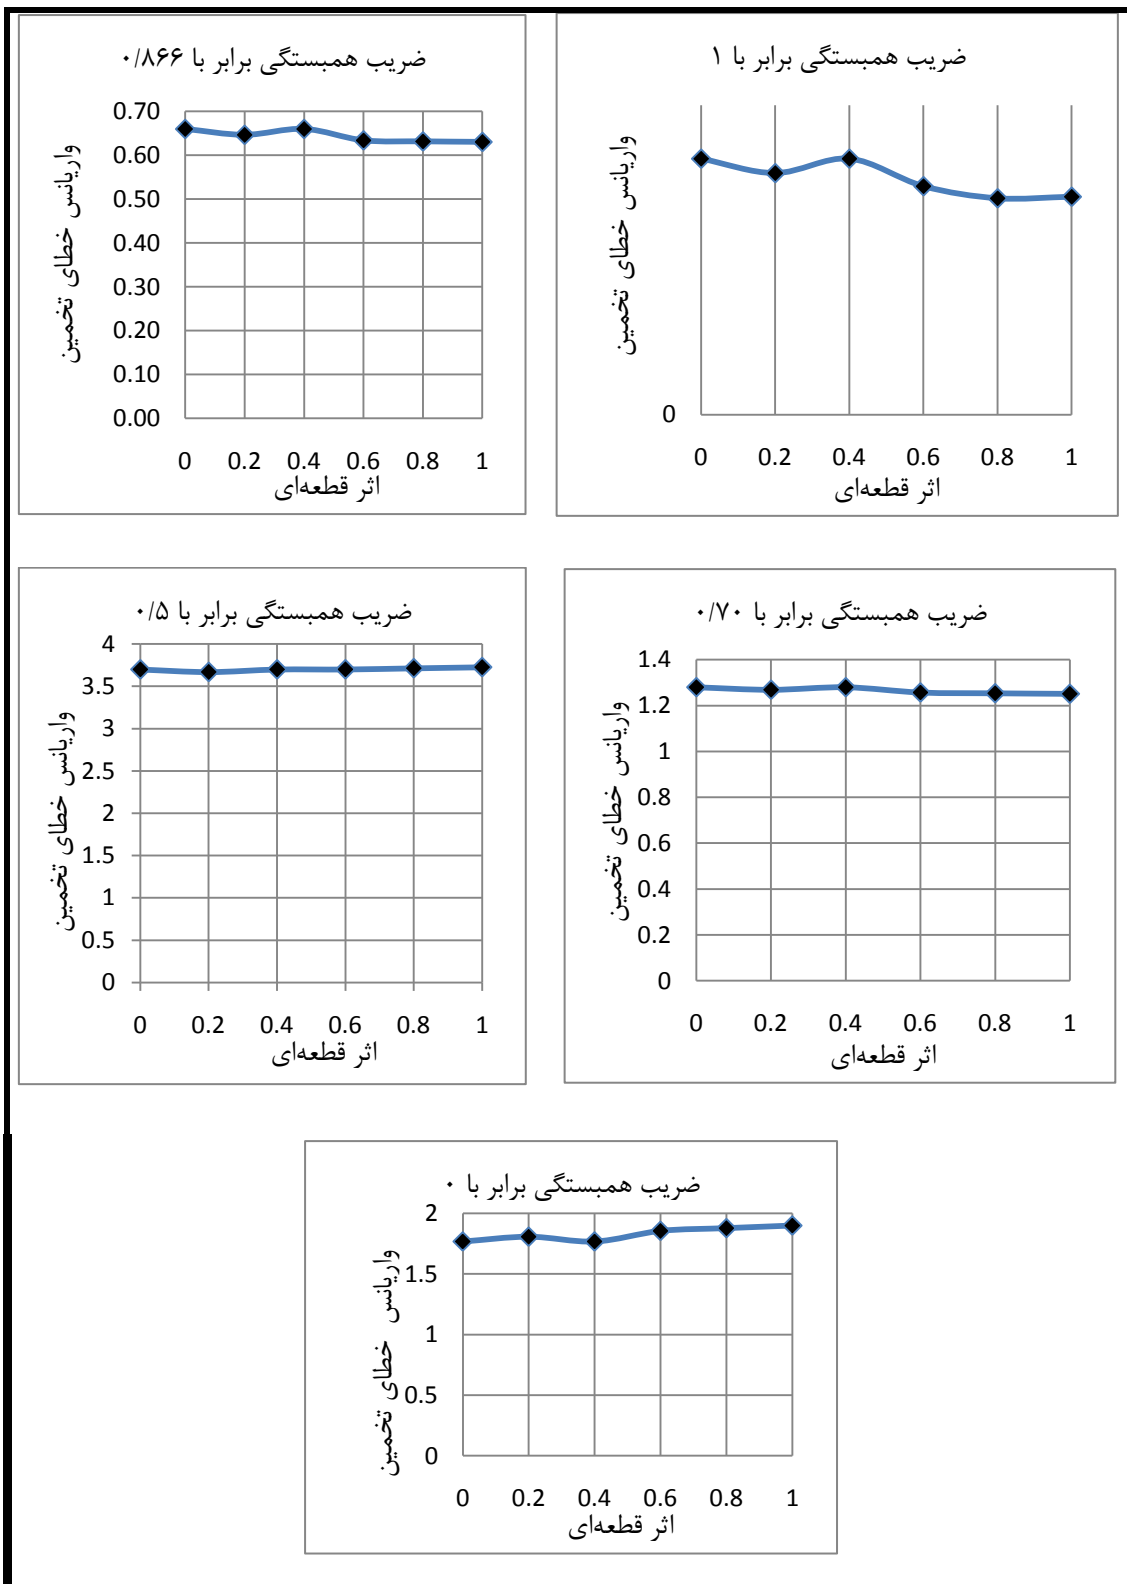 ضریب همبستگی برابر با ۱
واریانس خطای تخمین
0
0 0.2 0.4 0.6 0.8 1
اثر قطعه‌ای
ضریب همبستگی برابر با ۰/۸۶۶
واریانس خطای تخمین
0.70
0.60
0.50
0.40
0.30
0.20
0.10
0.00
0 0.2 0.4 0.6 0.8 1
اثر قطعه‌ای
ضریب همبستگی برابر با ۰/۷۰
واریانس خطای تخمین
1.4
1.2
1
0.8
0.6
0.4
0.2
0
0 0.2 0.4 0.6 0.8 1
اثر قطعه‌ای
ضریب همبستگی برابر با ۰/۵
واریانس خطای تخمین
4
3.5
3
2.5
2
1.5
1
0.5
0
0 0.2 0.4 0.6 0.8 1
اثر قطعه‌ای
ضریب همبستگی برابر با ۰
واریانس خطای تخمین
2
1.5
1
0.5
0
0 0.2 0.4 0.6 0.8 1
اثر قطعه‌ای